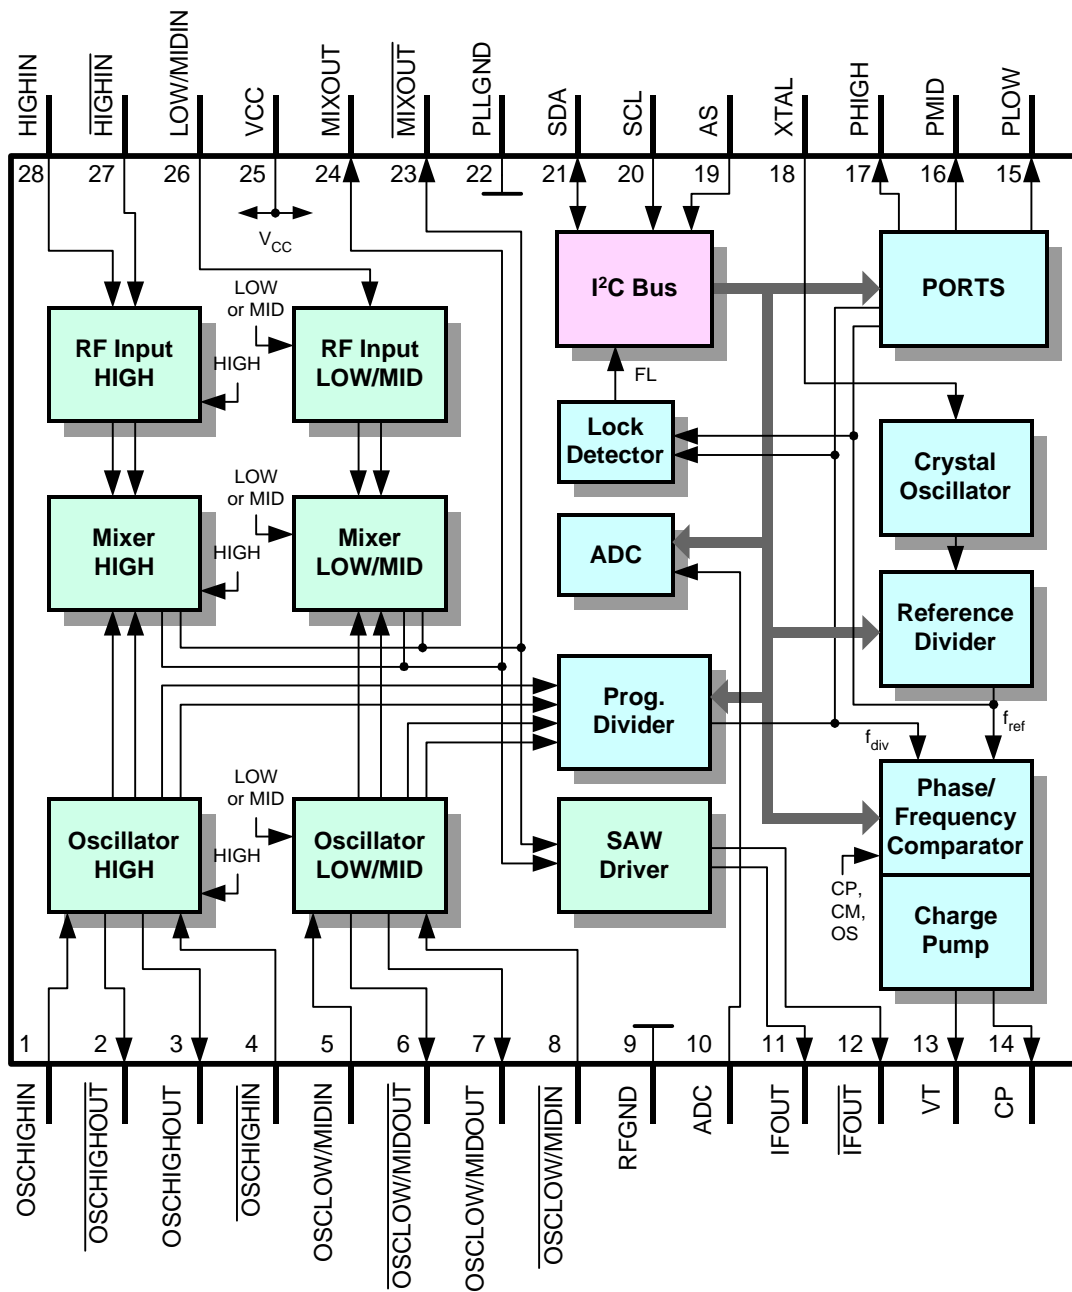 HIGHIN
HIGHIN
LOW/MIDIN
VCC
MIXOUT
MIXOUT
PLLGND
SDA
SCL
AS
XTAL
PHIGH
PMID
PLOW
28
27
26
25
24
23
22
21
20
19
18
17
16
15
VCC
LOW
or MID
I²C Bus
PORTS
RF Input
HIGH
HIGH
RF Input
LOW/MID
FL
Lock
Detector
Crystal
Oscillator
LOW
or MID
Mixer
HIGH
HIGH
Mixer
LOW/MID
ADC
Reference
Divider
Prog.
Divider
fdiv
fref
LOW
or MID
Oscillator
HIGH
HIGH
Oscillator
LOW/MID
SAW
Driver
Phase/
Frequency
Comparator
CP,
CM,
OS
Charge
Pump
1
2
3
4
5
6
7
8
9
10
11
12
13
14
OSCHIGHIN
OSCHIGHOUT
OSCHIGHOUT
OSCHIGHIN
OSCLOW/MIDIN
OSCLOW/MIDOUT
OSCLOW/MIDOUT
OSCLOW/MIDIN
RFGND
ADC
IFOUT
IFOUT
VT
CP